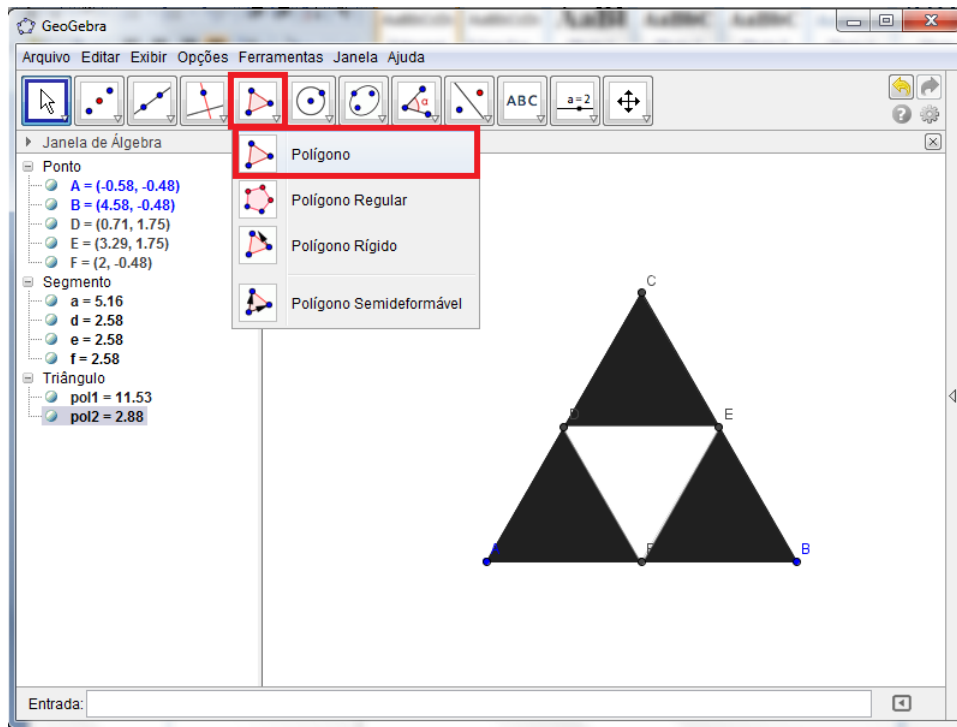 GeoGebra
Arquivo Editar Exibir Opções Ferramentas Janela Ajuda
α ABC a=2
Janela de Álgebra
Ponto
A = (-0.58, -0.48)
B = (4.58, -0.48)
D = (0.71, 1.75)
E = (3.29, 1.75)
F = (2, -0.48)
Segmento
a = 5.16
d = 2.58
e = 2.58
f = 2.58
Triângulo
pol1 = 11.53
pol2 = 2.88
Polígono
Polígono Regular
Polígono Rígido
Polígono Semideformável
C
D E
A F B
Entrada: